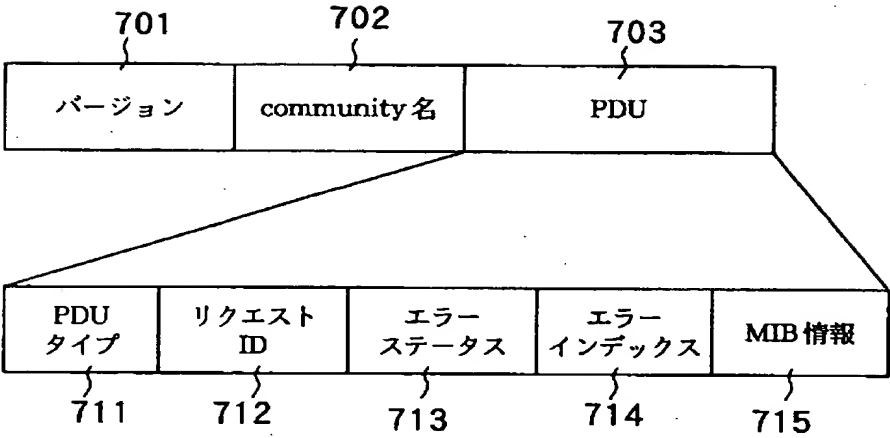 701 702 703
バージョン community名 PDU
PDU タイプ
リクエスト ID
エラー ステータス
エラー インデックス
MIB情報
711 712 713 714 715